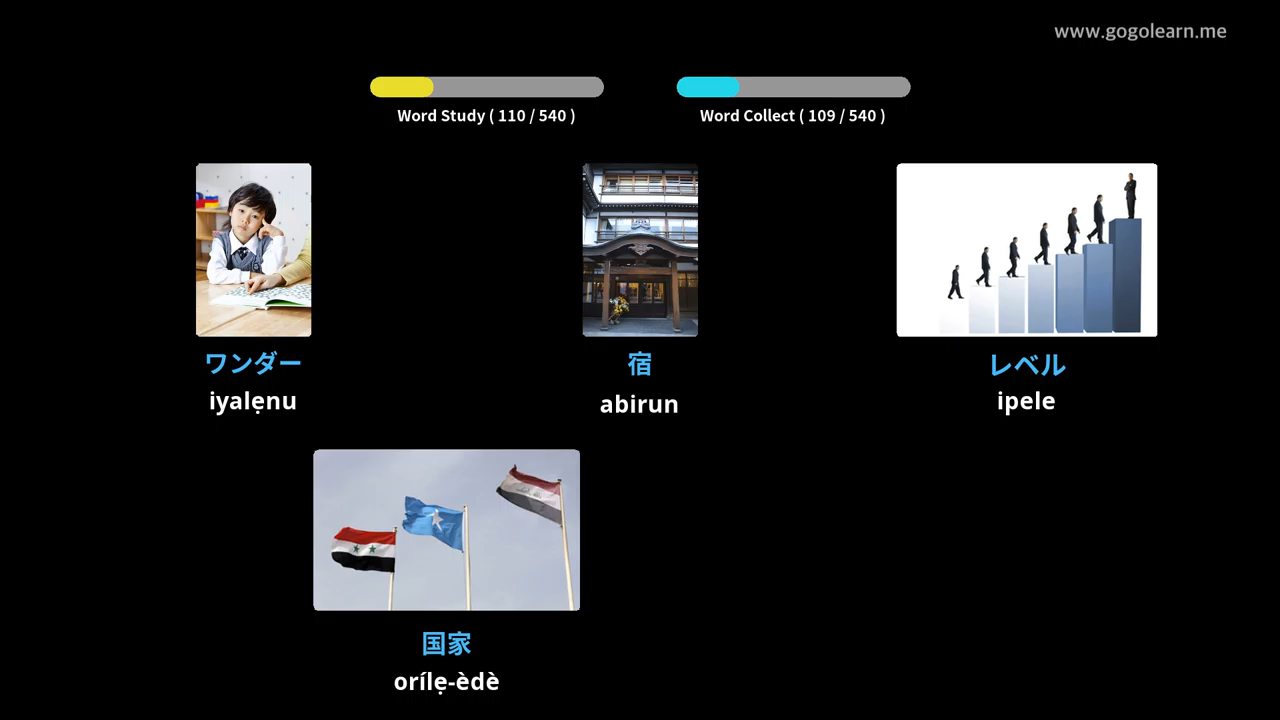 www.gogolearn.me
Word Study ( 110 / 540 )
Word Collect ( 109 / 540 )
ワンダー
iyalẹnu
宿
abirun
レベル
ipele
国家
orílẹ-èdè